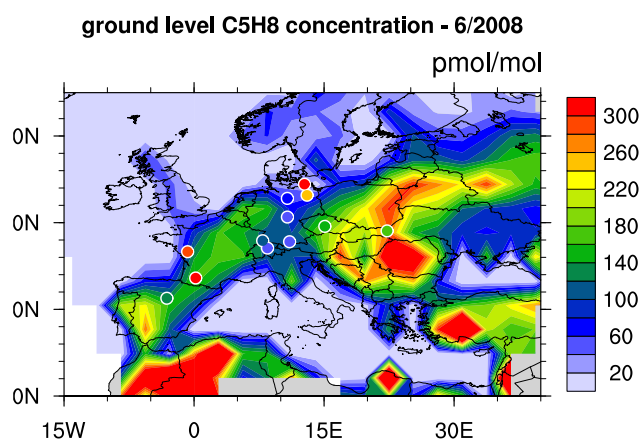 ground level C5H8 concentration - 6/2008
pmol/mol
0N
0N
0N
0N
15W 0 15E 30E
300
260
220
180
140
100
60
20